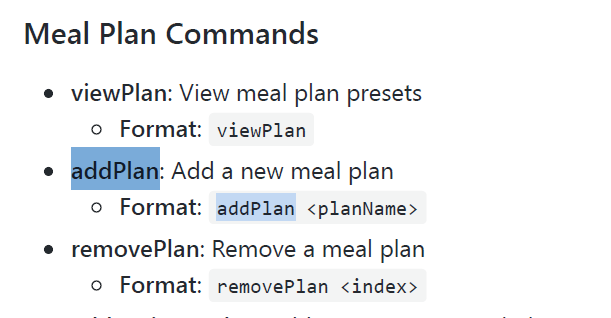 Meal Plan Commands
viewPlan: View meal plan presets
Format: viewPlan
addPlan: Add a new meal plan
Format: addPlan <planName>
removePlan: Remove a meal plan
Format: removePlan <index>